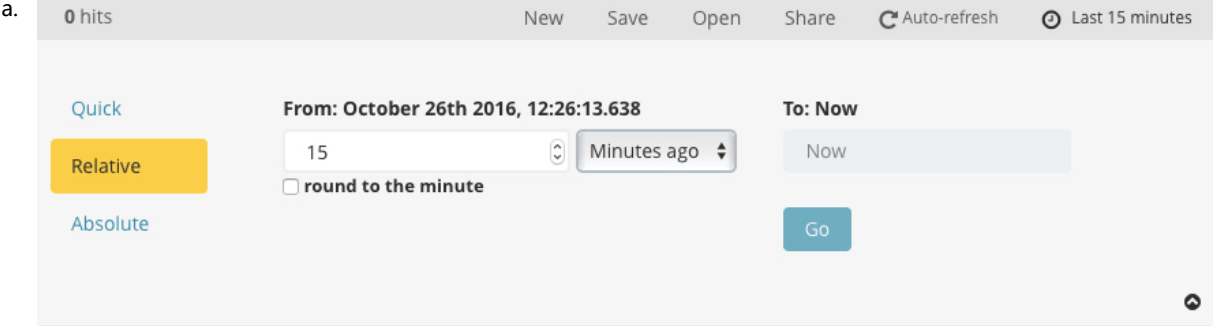 a.
0 hits New Save Open Share Auto-refresh Last 15 minutes
Quick
From: October 26th 2016, 12:26:13.638
To: Now
Relative
15
Minutes ago
Now
round to the minute
Absolute
Go